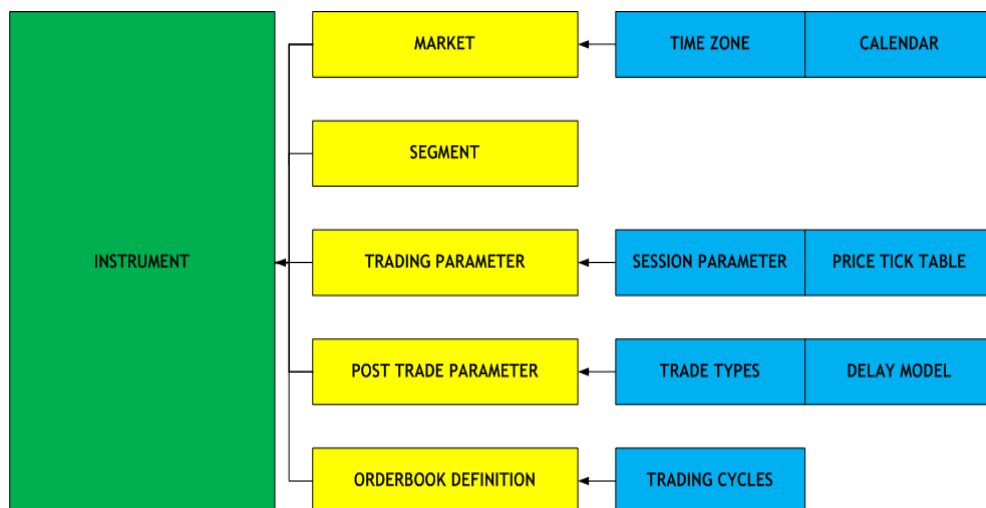 MARKET
TIME ZONE
CALENDAR
SEGMENT
INSTRUMENT
TRADING PARAMETER
SESSION PARAMETER
PRICE TICK TABLE
POST TRADE PARAMETER
TRADE TYPES
DELAY MODEL
ORDERBOOK DEFINITION
TRADING CYCLES